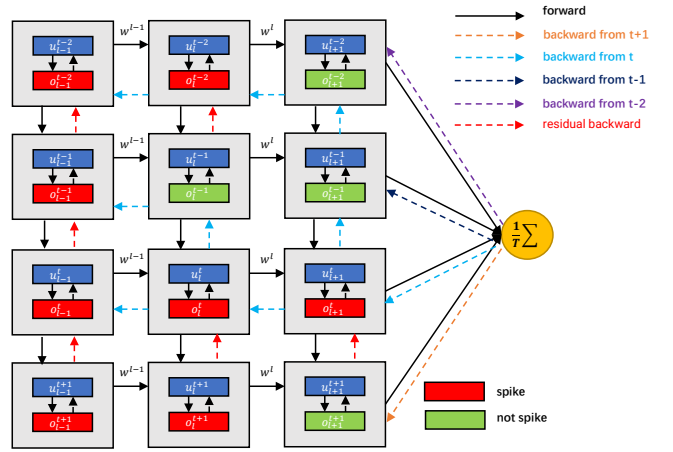 forward
backward from t+1
backward from t
backward from t-1
backward from t-2
residual backward
u_{l-1}^{t-2} w^{l-1} u_l^{t-2} w^l u_{l+1}^{t-2}
o_{l-1}^{t-2} o_l^{t-2} o_{l+1}^{t-2}
u_{l-1}^{t-1} w^{l-1} u_l^{t-1} w^l u_{l+1}^{t-1}
o_{l-1}^{t-1} o_l^{t-1} o_{l+1}^{t-1}
1/T ∑
u_{l-1}^{t} w^{l-1} u_l^{t} w^l u_{l+1}^{t}
o_{l-1}^{t} o_l^{t} o_{l+1}^{t}
u_{l-1}^{t+1} w^{l-1} u_l^{t+1} w^l u_{l+1}^{t+1}
o_{l-1}^{t+1} o_l^{t+1} o_{l+1}^{t+1}
spike
not spike